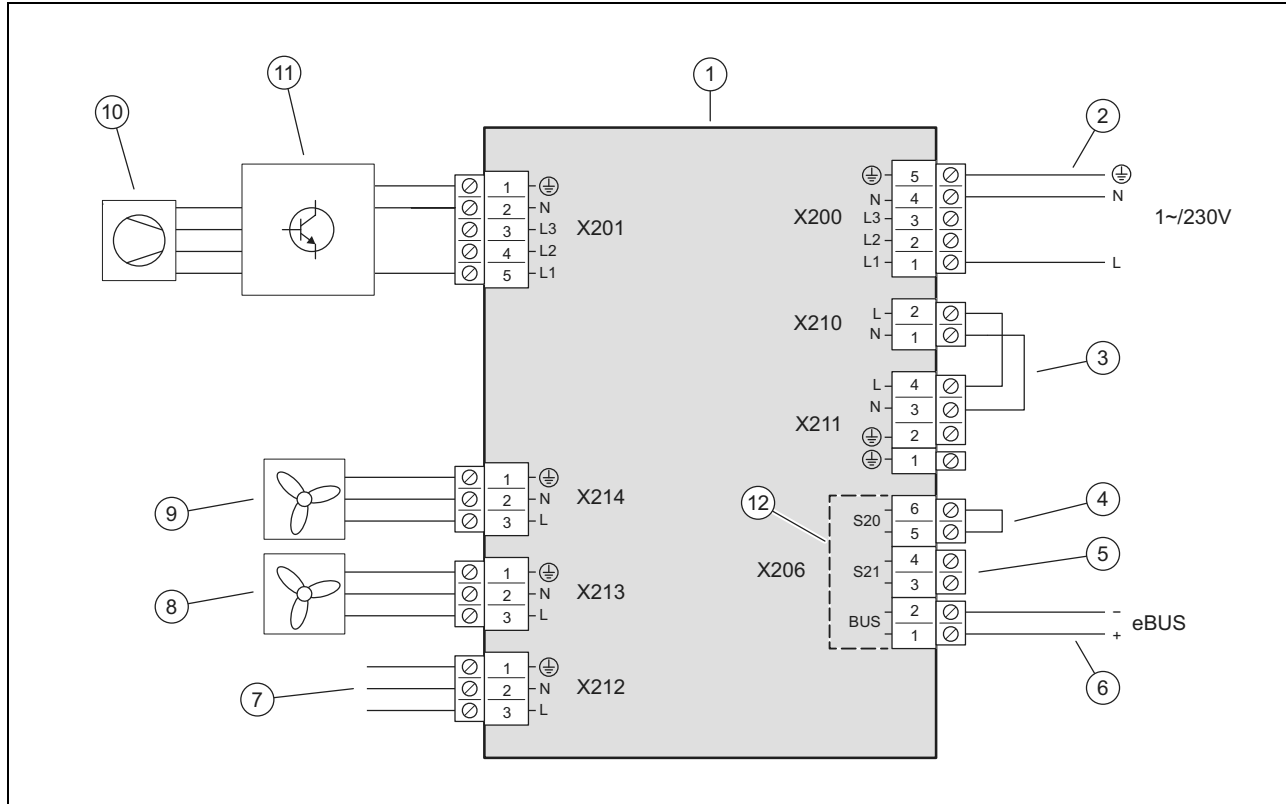 1
11
10
2
1
2 N
3 L3
4 L2
5 L1
X201
X200
5
N 4
L3 3
L2 2
L1 1
N
1~/230V
L
X210
L 2
N 1
3
X211
L 4
N 3
2
1
9
1
2 N
3 L
X214
8
1
2 N
3 L
X213
7
1
2 N
3 L
X212
12
X206
S20
6
5
4
S21
4
3
5
BUS
2
1
–
+
eBUS
6